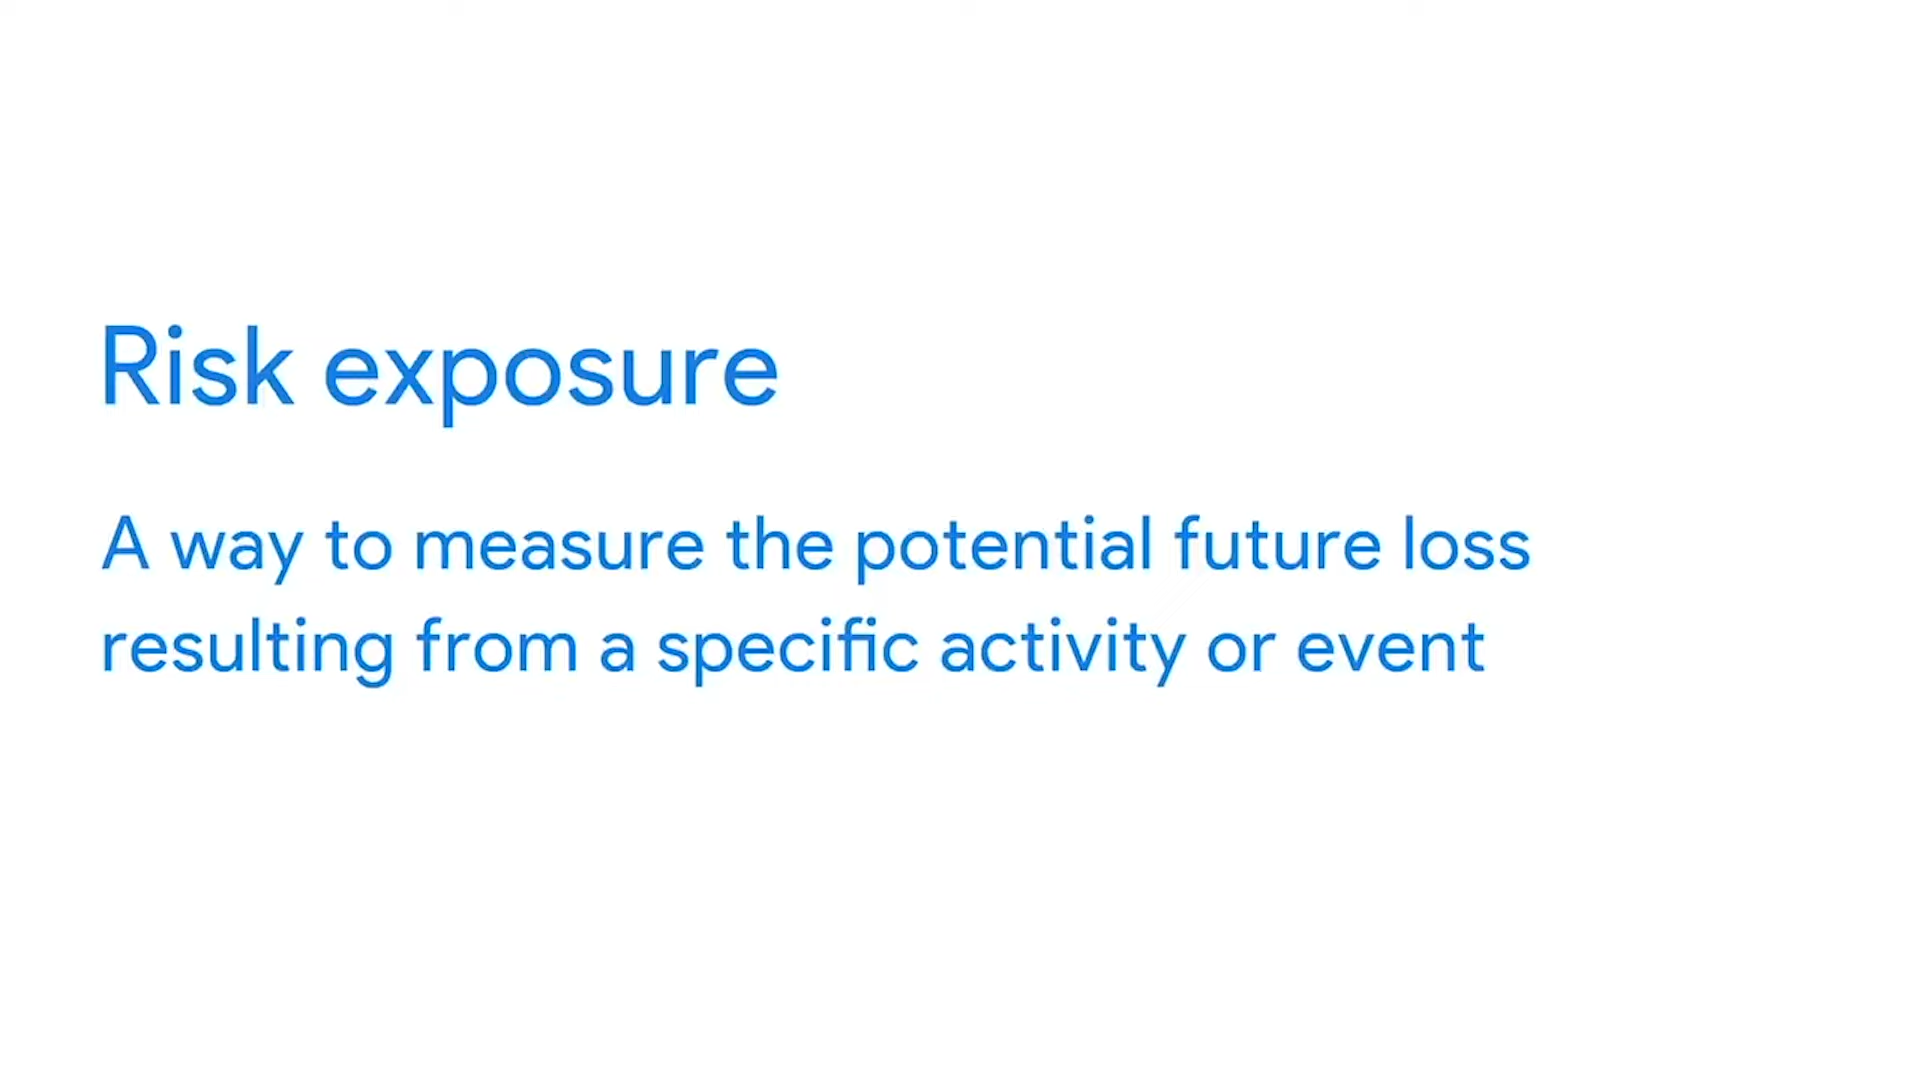 Risk exposure
A way to measure the potential future loss
resulting from a specific activity or event